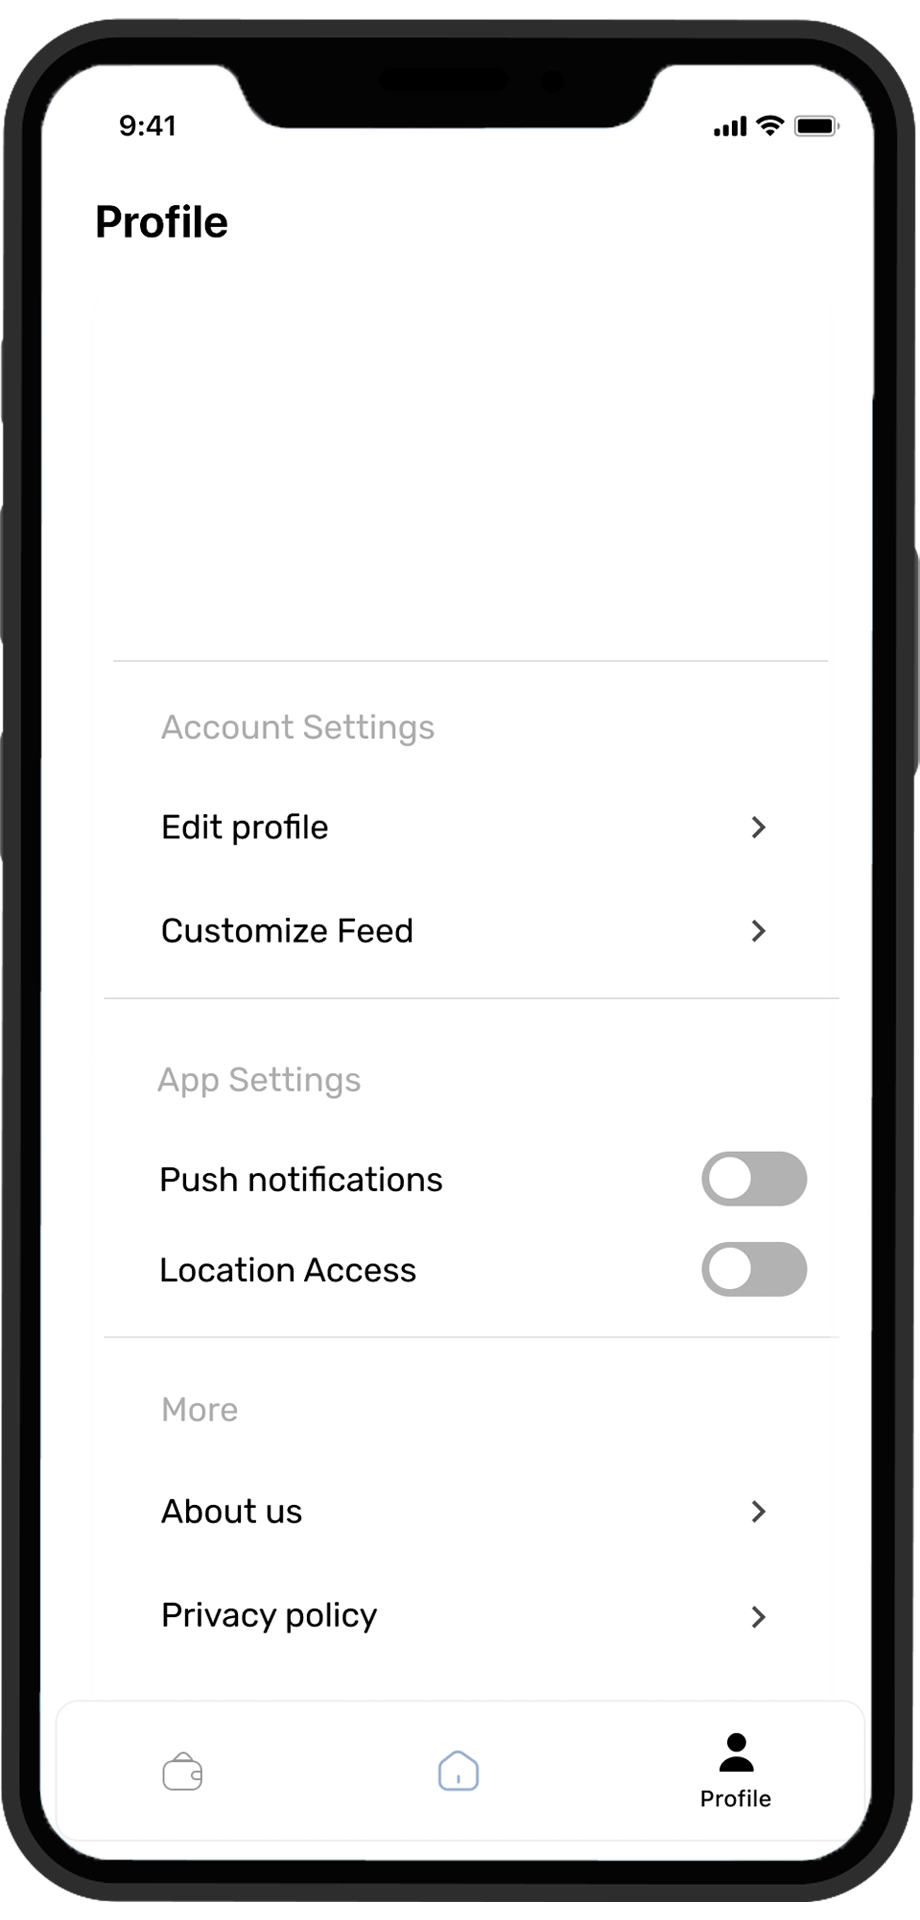 9:41
Profile
Account Settings
Edit profile
Customize Feed
App Settings
Push notifications
Location Access
More
About us
Privacy policy
Profile